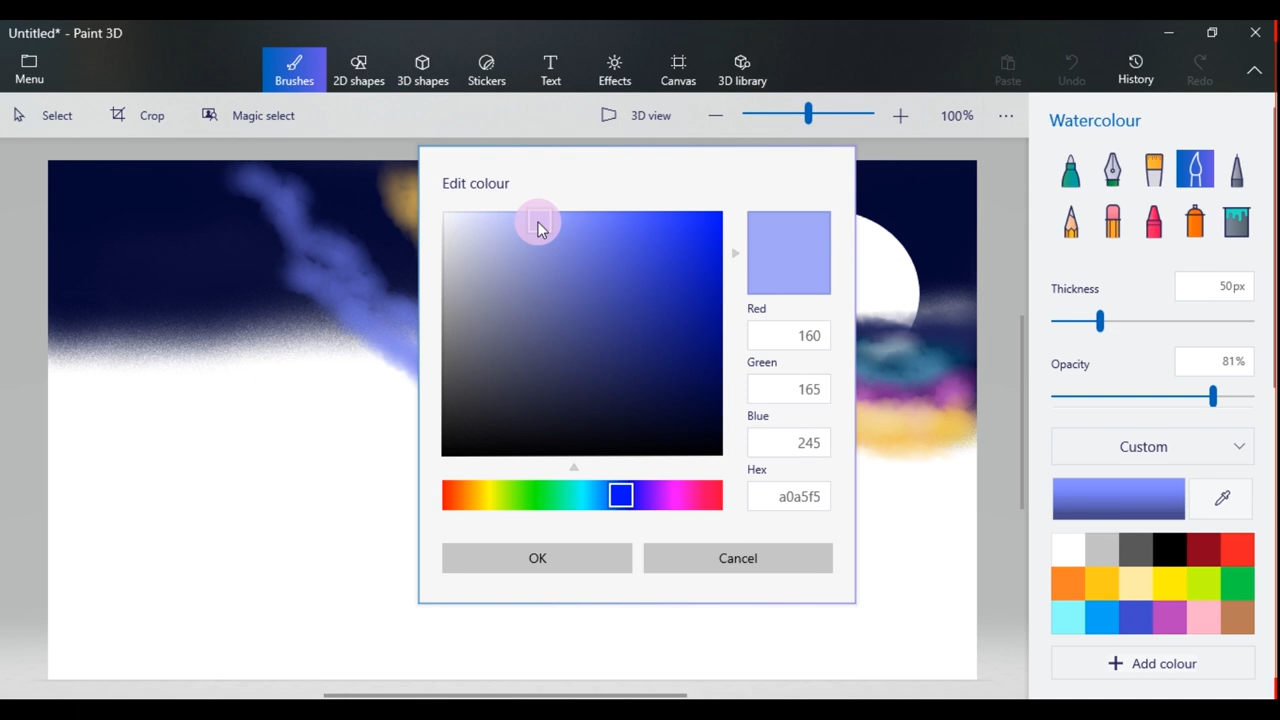 Untitled* - Paint 3D
Menu
Brushes
2D shapes
3D shapes
Stickers
Text
Effects
Canvas
3D library
Paste
Undo
History
Redo
Select
Crop
Magic select
3D view
100%
Watercolour
Thickness
50px
Opacity
81%
Custom
Add colour
Edit colour
Red
160
Green
165
Blue
245
Hex
a0a5f5
OK
Cancel